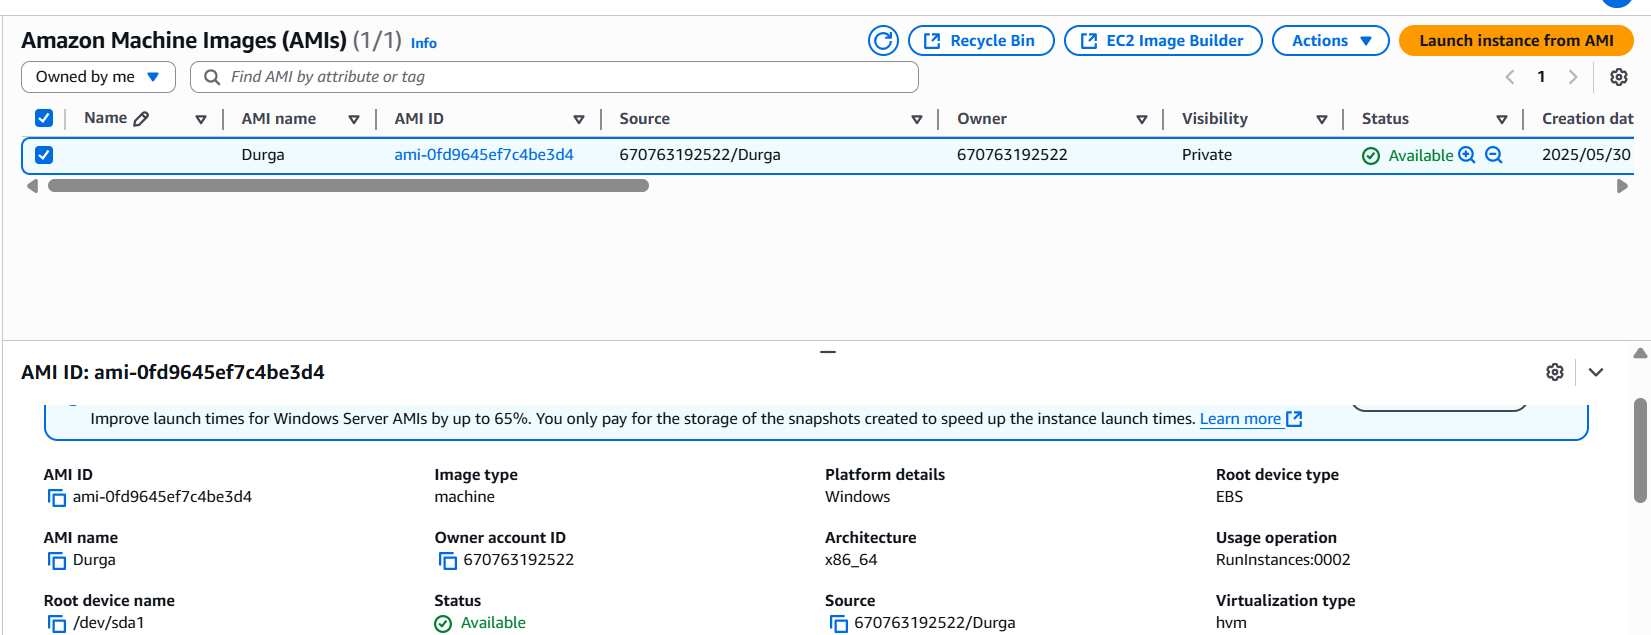 Amazon Machine Images (AMIs) (1/1) Info Recycle Bin EC2 Image Builder Actions Launch instance from AMI
Owned by me Find AMI by attribute or tag 1
Name AMI name AMI ID Source Owner Visibility Status Creation dat
Durga ami-0fd9645ef7c4be3d4 670763192522/Durga 670763192522 Private Available 2025/05/30
AMI ID: ami-0fd9645ef7c4be3d4
Improve launch times for Windows Server AMIs by up to 65%. You only pay for the storage of the snapshots created to speed up the instance launch times. Learn more
AMI ID Image type Platform details Root device type
ami-0fd9645ef7c4be3d4 machine Windows EBS
AMI name Owner account ID Architecture Usage operation
Durga 670763192522 x86_64 RunInstances:0002
Root device name Status Source Virtualization type
/dev/sda1 Available 670763192522/Durga hvm